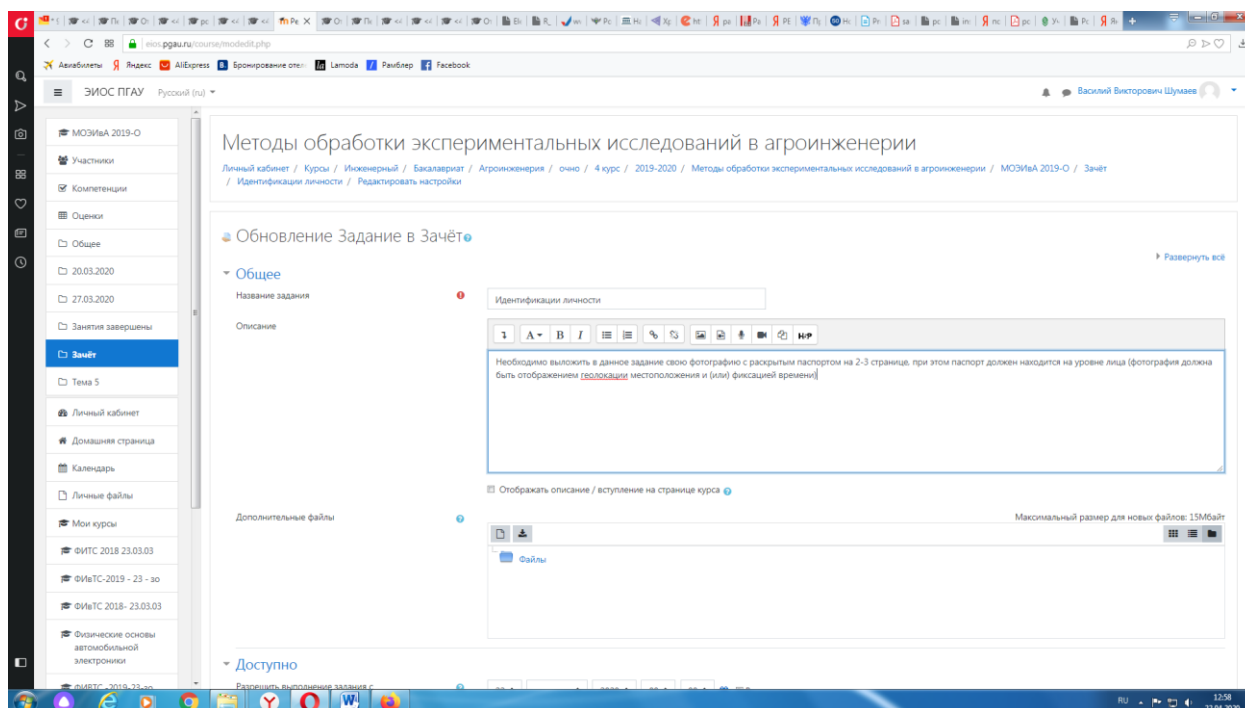 eios.pgau.ru/course/modedit.php
Авиабилеты Яндекс AliExpress Бронирование отел Lamoda Рамблер Facebook
ЭИОС ПГАУ Русский (ru)
Василий Викторович Шумаев
МОЭИвА 2019-О
Участники
Компетенции
Оценки
Общее
20.03.2020
27.03.2020
Занятия завершены
Зачёт
Тема 5
Личный кабинет
Домашняя страница
Календарь
Личные файлы
Мои курсы
ФИТС 2018 23.03.03
ФИвТС-2019 - 23 - зо
ФИвТС 2018- 23.03.03
Физические основы
автомобильной
электроники
Методы обработки экспериментальных исследований в агроинженерии
Личный кабинет / Курсы / Инженерный / Бакалавриат / Агроинженерия / очно / 4 курс / 2019-2020 / Методы обработки экспериментальных исследований в агроинженерии / МОЭИвА 2019-О / Зачёт
/ Идентификации личности / Редактировать настройки
Обновление Задание в Зачёт
Развернуть всё
Общее
Название задания
Идентификации личности
Описание
Необходимо выложить в данное задание свою фотографию с раскрытым паспортом на 2-3 странице, при этом паспорт должен находится на уровне лица (фотография должна
быть отображением геолокации местоположения и (или) фиксацией времени)
Отображать описание / вступление на странице курса
Дополнительные файлы
Максимальный размер для новых файлов: 15Мбайт
Файлы
Доступно
Разрешить выполнение задания с
RU
12:58